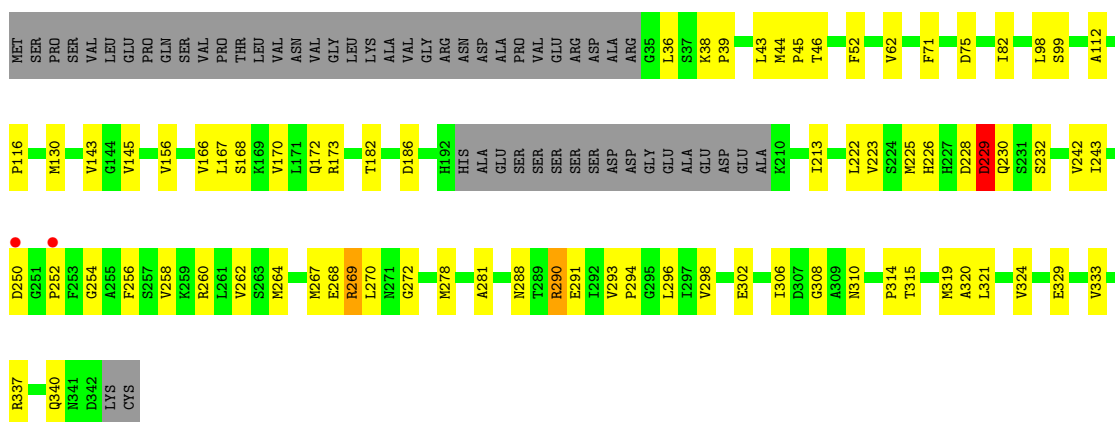 MET SER PRO SER VAL LEU GLU PRO GLN SER VAL PRO THR LEU VAL ASN VAL GLY LEU LYS ALA VAL GLY ARG ASN ASP ALA PRO VAL GLU ARG ASP ALA ARG G35 L36 S37 K38 P39 L43 M44 P45 T46 F52 V62 F71 D75 I82 L98 S99 A112
P116 M130 V143 G144 V145 V156 V166 L167 S168 K169 V170 L171 Q172 R173 T182 D186 H192 HIS ALA GLU SER SER SER SER SER ASP ASP GLY GLU ALA GLU ASP GLU ALA K210 I213 L222 V223 S224 M225 H226 H227 D228 D229 Q230 S231 S232 V242 I243
D250 G251 P252 F253 G254 A255 F256 S257 V258 K259 R260 L261 V262 S263 M264 M267 E268 R269 L270 N271 G272 M278 A281 N288 T289 R290 E291 I292 V293 P294 G295 L296 I297 V298 E302 I306 D307 G308 A309 N310 P314 T315 M319 A320 L321 V324 E329 V333
R337 Q340 N341 D342 LYS CYS